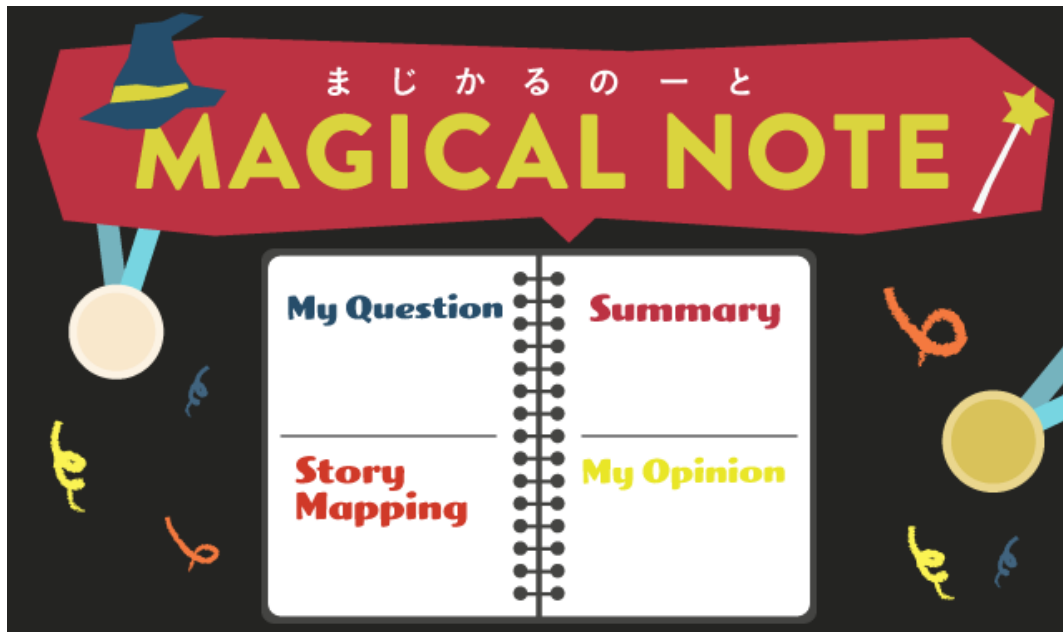 まじかるのーと
MAGICAL NOTE
My Question
Story
Mapping
Summary
My Opinion